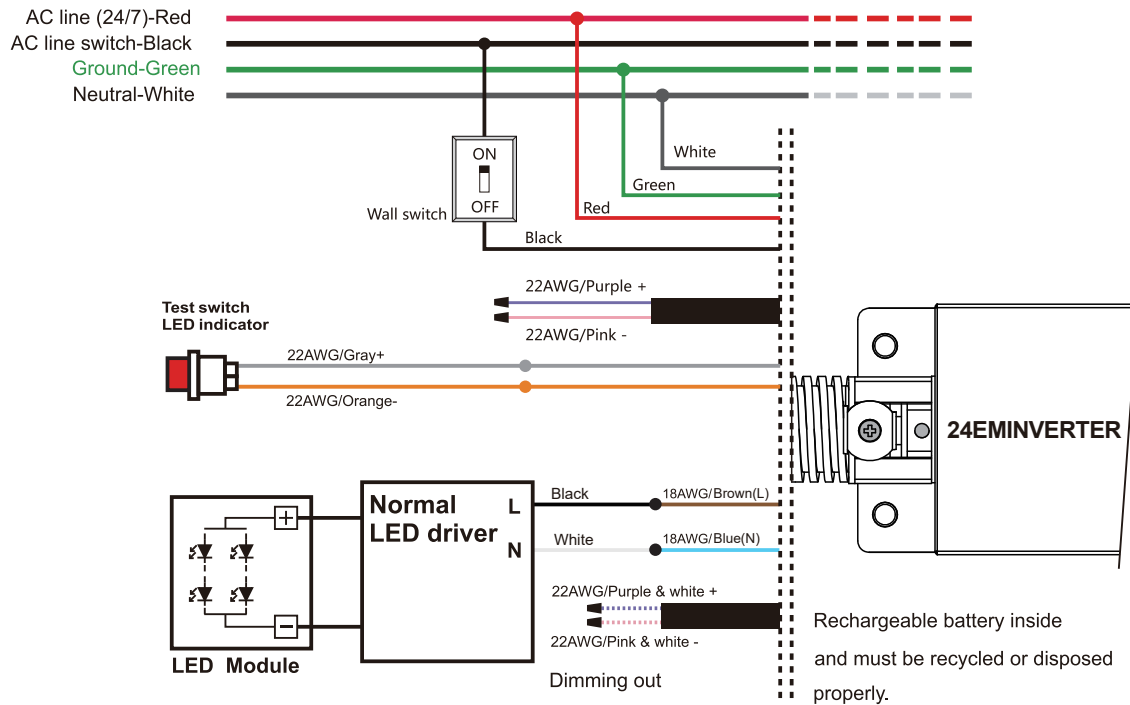 AC line (24/7)-Red
AC line switch-Black
Ground-Green
Neutral-White
White
Green
Red
ON
OFF
Wall switch
Black
22AWG/Purple +
22AWG/Pink -
Test switch
LED indicator
22AWG/Gray+
22AWG/Orange-
24EMINVERTER
Normal
LED driver
L
N
Black
18AWG/Brown(L)
White
18AWG/Blue(N)
+
−
LED Module
22AWG/Purple & white +
22AWG/Pink & white -
Dimming out
Rechargeable battery inside
and must be recycled or disposed
properly.